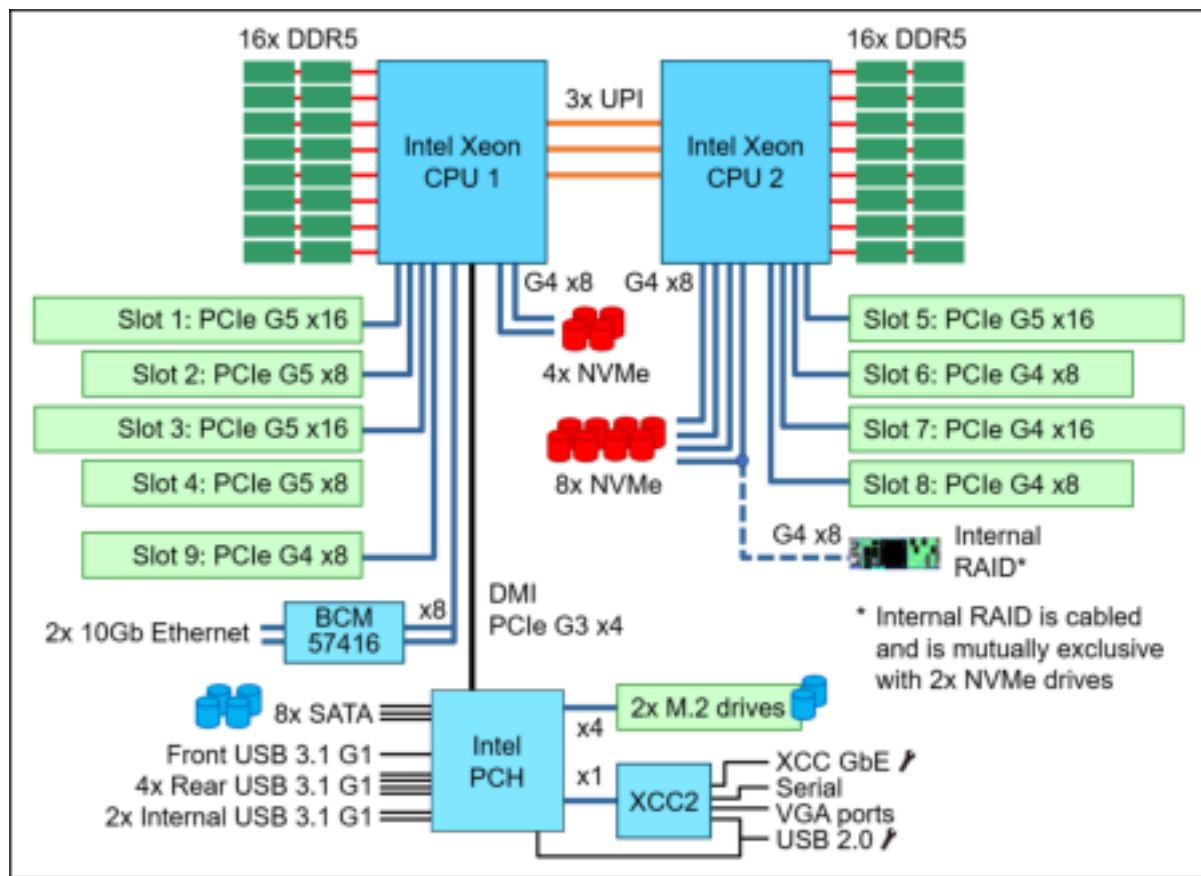 16x DDR5
16x DDR5
3x UPI
Intel Xeon
CPU 1
Intel Xeon
CPU 2
G4 x8
G4 x8
Slot 1: PCIe G5 x16
Slot 2: PCIe G5 x8
Slot 3: PCIe G5 x16
Slot 4: PCIe G5 x8
Slot 9: PCIe G4 x8
4x NVMe
8x NVMe
Slot 5: PCIe G5 x16
Slot 6: PCIe G4 x8
Slot 7: PCIe G4 x16
Slot 8: PCIe G4 x8
G4 x8
Internal
RAID*
* Internal RAID is cabled
and is mutually exclusive
with 2x NVMe drives
DMI
PCIe G3 x4
2x 10Gb Ethernet
BCM
57416
x8
8x SATA
Front USB 3.1 G1
4x Rear USB 3.1 G1
2x Internal USB 3.1 G1
Intel
PCH
x4
2x M.2 drives
x1
XCC2
XCC GbE
Serial
VGA ports
USB 2.0